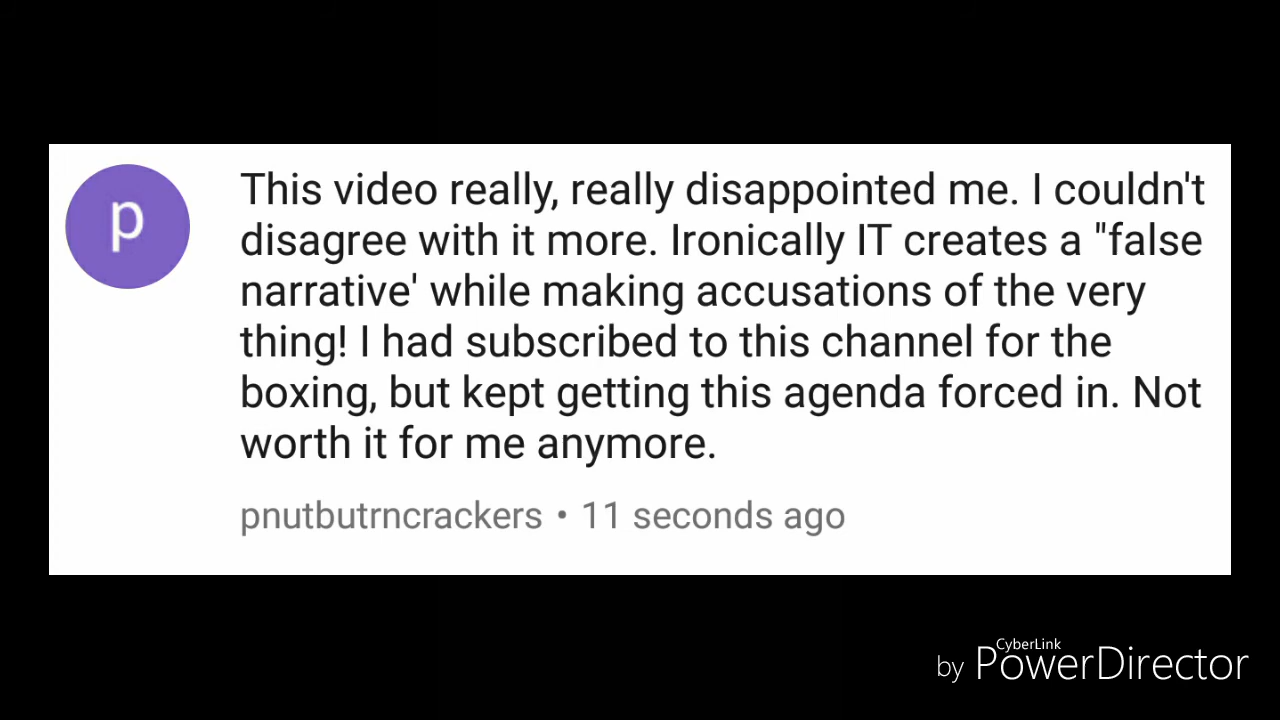 p
This video really, really disappointed me. I couldn't
disagree with it more. Ironically IT creates a "false
narrative' while making accusations of the very
thing! I had subscribed to this channel for the
boxing, but kept getting this agenda forced in. Not
worth it for me anymore.
pnutbutrncrackers • 11 seconds ago
CyberLink
by PowerDirector